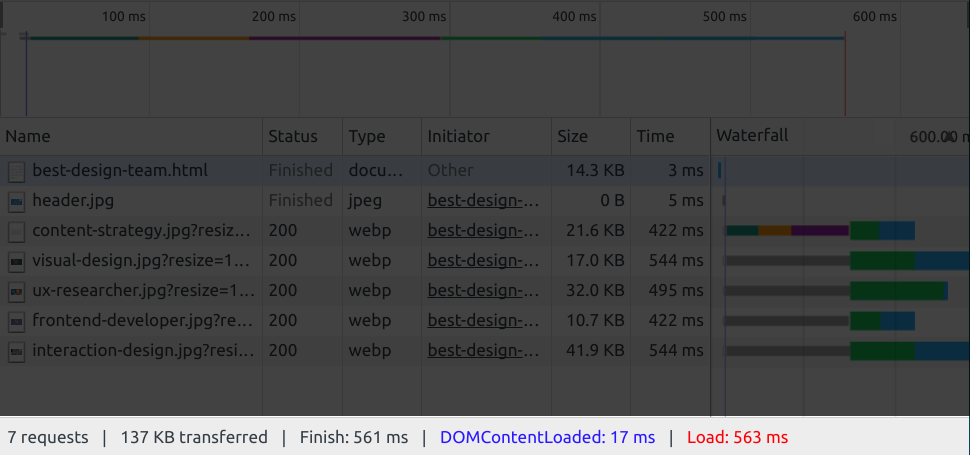 100 ms 200 ms 300 ms 400 ms 500 ms 600 ms
Name Status Type Initiator Size Time Waterfall 600.00 m
best-design-team.html Finished docu... Other 14.3 KB 3 ms
header.jpg Finished jpeg best-design-... 0 B 5 ms
content-strategy.jpg?resiz... 200 webp best-design-... 21.6 KB 422 ms
visual-design.jpg?resize=1... 200 webp best-design-... 17.0 KB 544 ms
ux-researcher.jpg?resize=1... 200 webp best-design-... 32.0 KB 495 ms
frontend-developer.jpg?re... 200 webp best-design-... 10.7 KB 422 ms
interaction-design.jpg?resi... 200 webp best-design-... 41.9 KB 544 ms
7 requests | 137 KB transferred | Finish: 561 ms | DOMContentLoaded: 17 ms | Load: 563 ms